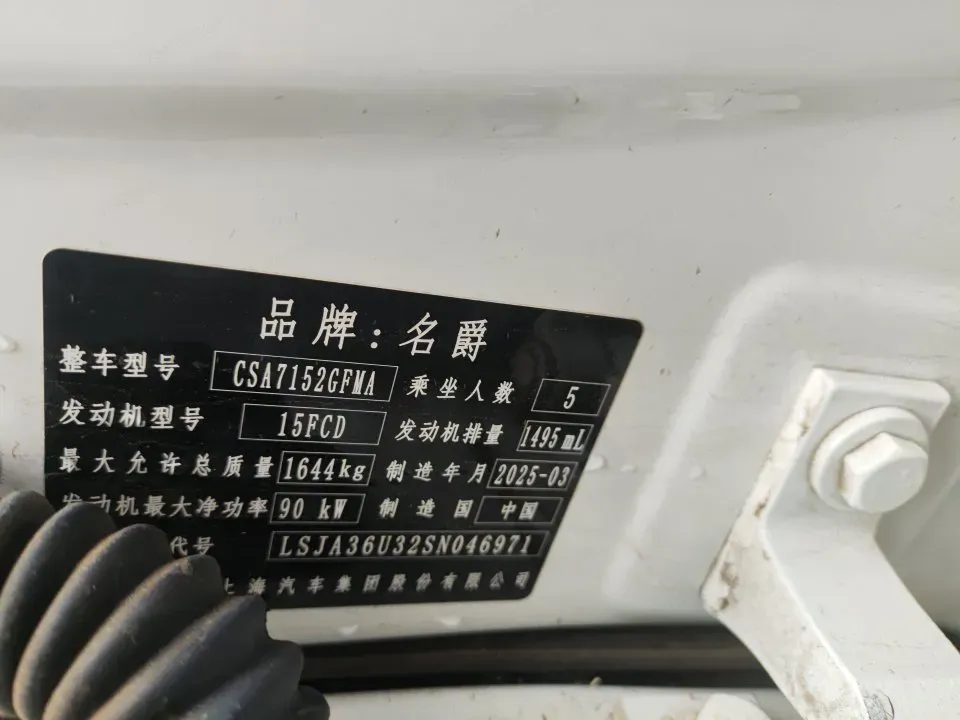 品牌：名爵
整车型号 CSA7152GFMA 乘坐人数 5
发动机型号 15FCD 发动机排量 1495mL
最大允许总质量 1644kg 制造年月 2025-03
发动机最大净功率 90 kW 制造国 中国
代号 LSJA36U32SN046971
上海汽车集团股份有限公司